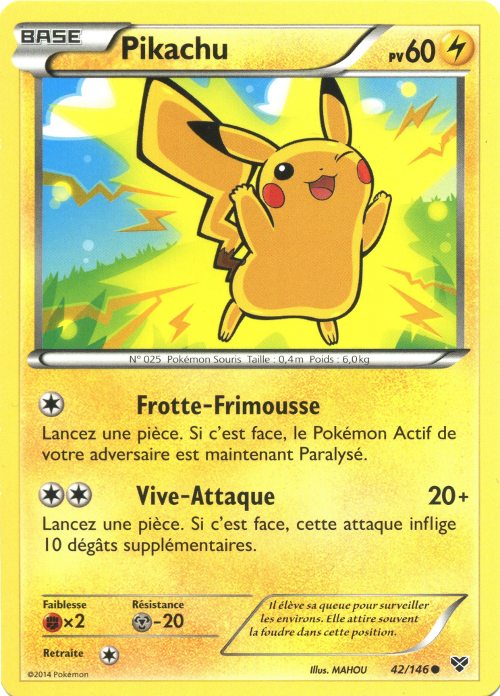 BASE
Pikachu
PV60
N° 025 Pokémon Souris Taille : 0,4m Poids : 6,0kg
Frotte-Frimousse
Lancez une pièce. Si c'est face, le Pokémon Actif de
votre adversaire est maintenant Paralysé.
Vive-Attaque 20+
Lancez une pièce. Si c'est face, cette attaque inflige
10 dégâts supplémentaires.
Faiblesse Résistance
×2 -20
Retraite
Il élève sa queue pour surveiller
les environs. Elle attire souvent
la foudre dans cette position.
©2014 Pokémon
Illus. MAHOU 42/146
XY